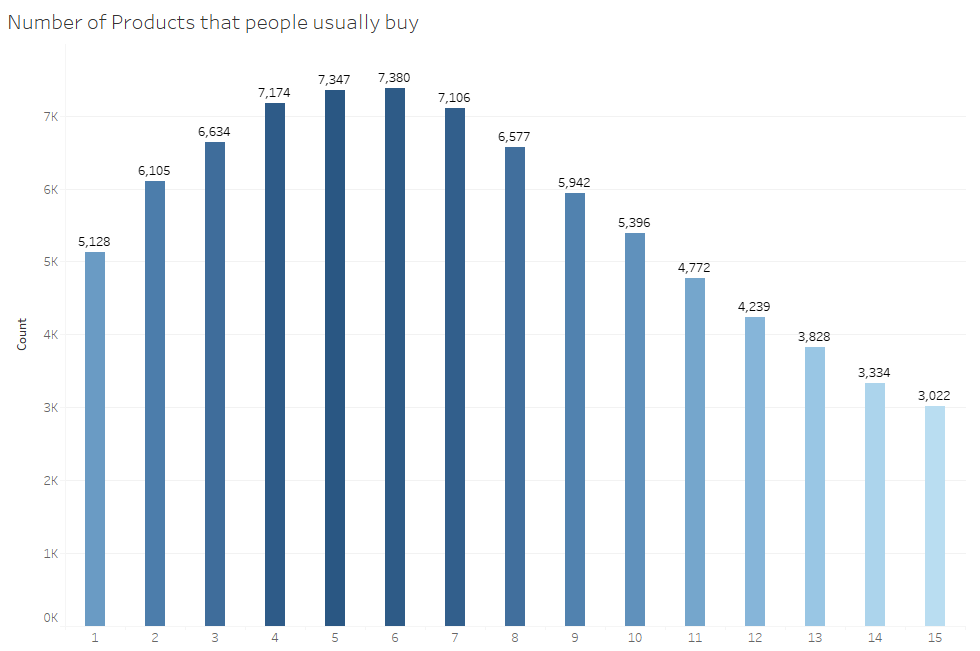 Number of Products that people usually buy
7,347 7,380
7,174 7,106
7K
6,634 6,577
6,105 5,942
6K
5,396
5,128
5K
4,772
4,239
4K
3,828
Count
3,334
3,022
3K
2K
1K
0K
1 2 3 4 5 6 7 8 9 10 11 12 13 14 15